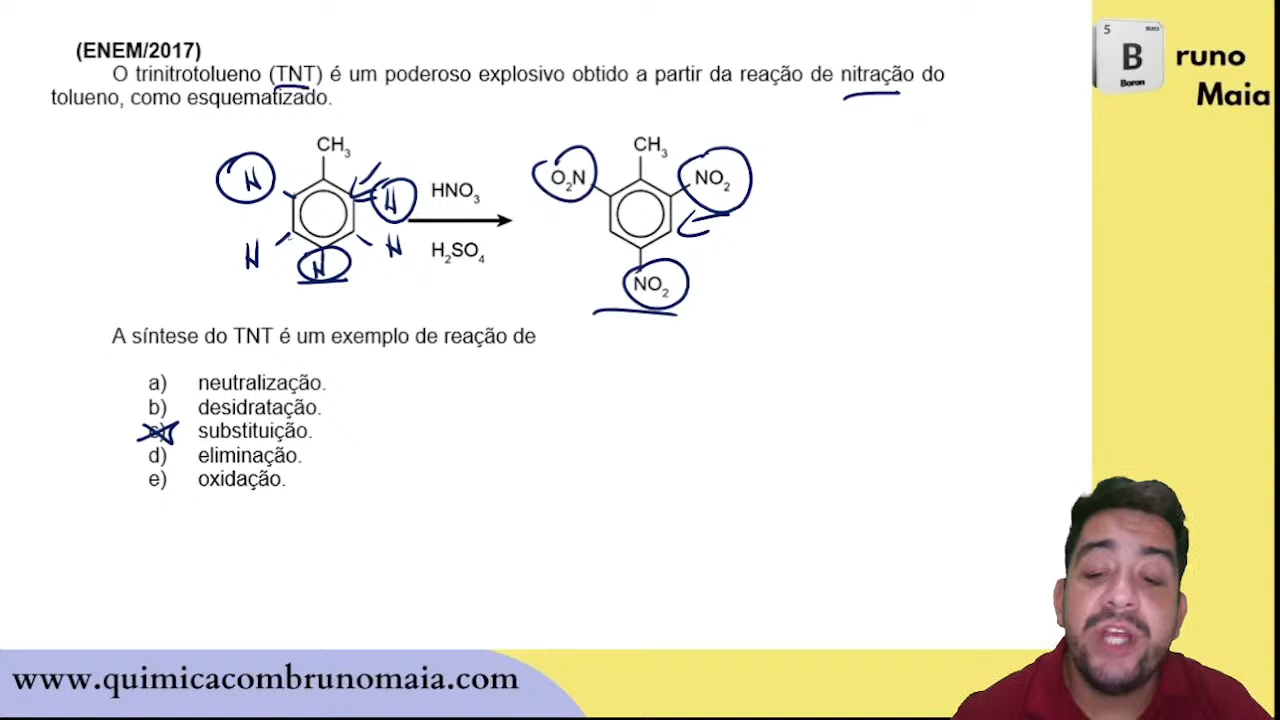 (ENEM/2017)
O trinitrotolueno (TNT) é um poderoso explosivo obtido a partir da reação de nitração do
tolueno, como esquematizado.
CH3
H
H
H
H
H
HNO3
H2SO4
CH3
O2N
NO2
NO2
A síntese do TNT é um exemplo de reação de
a) neutralização.
b) desidratação.
c) substituição.
d) eliminação.
e) oxidação.
5
B
Boron
runo
Maia
www.quimicacombrunomaia.com